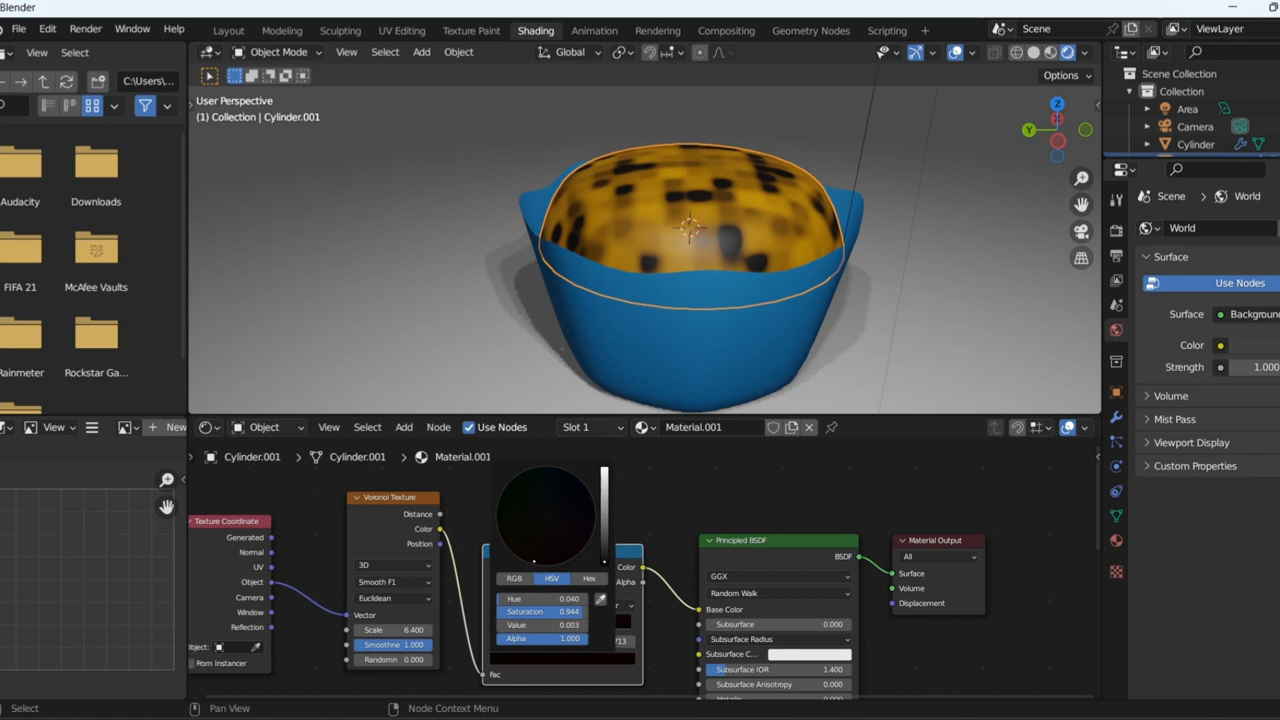 Blender
File Edit Render Window Help
Layout Modeling Sculpting UV Editing Texture Paint Shading Animation Rendering Compositing Geometry Nodes Scripting
Scene
ViewLayer
View Select
Object Mode View Select Add Object Global
Options
C:\Users\...
Audacity
Downloads
FIFA 21
McAfee Vaults
Rainmeter
Rockstar Ga...
User Perspective
(1) Collection | Cylinder.001
Z
Y
X
Scene Collection
Collection
Area
Camera
Cylinder
Scene > World
World
Surface
Use Nodes
Surface Background
Color
Strength 1.000
Volume
Mist Pass
Viewport Display
Custom Properties
View
New
Object View Select Add Node Use Nodes Slot 1 Material.001
Cylinder.001 > Cylinder.001 > Material.001
Texture Coordinate
Generated
Normal
UV
Object
Camera
Window
Reflection
Object:
From Instancer
Voronoi Texture
Distance
Color
Position
3D
Smooth F1
Euclidean
Vector
Scale 6.400
Smoothne 1.000
Randomn 0.000
RGB HSV Hex
Hue 0.040
Saturation 0.944
Value 0.003
Alpha 1.000
Color
Alpha
713
Fac
Principled BSDF
BSDF
GGX
Random Walk
Base Color
Subsurface 0.000
Subsurface Radius
Subsurface C...
Subsurface IOR 1.400
Subsurface Anisotropy 0.000
Material Output
All
Surface
Volume
Displacement
Select
Pan View
Node Context Menu